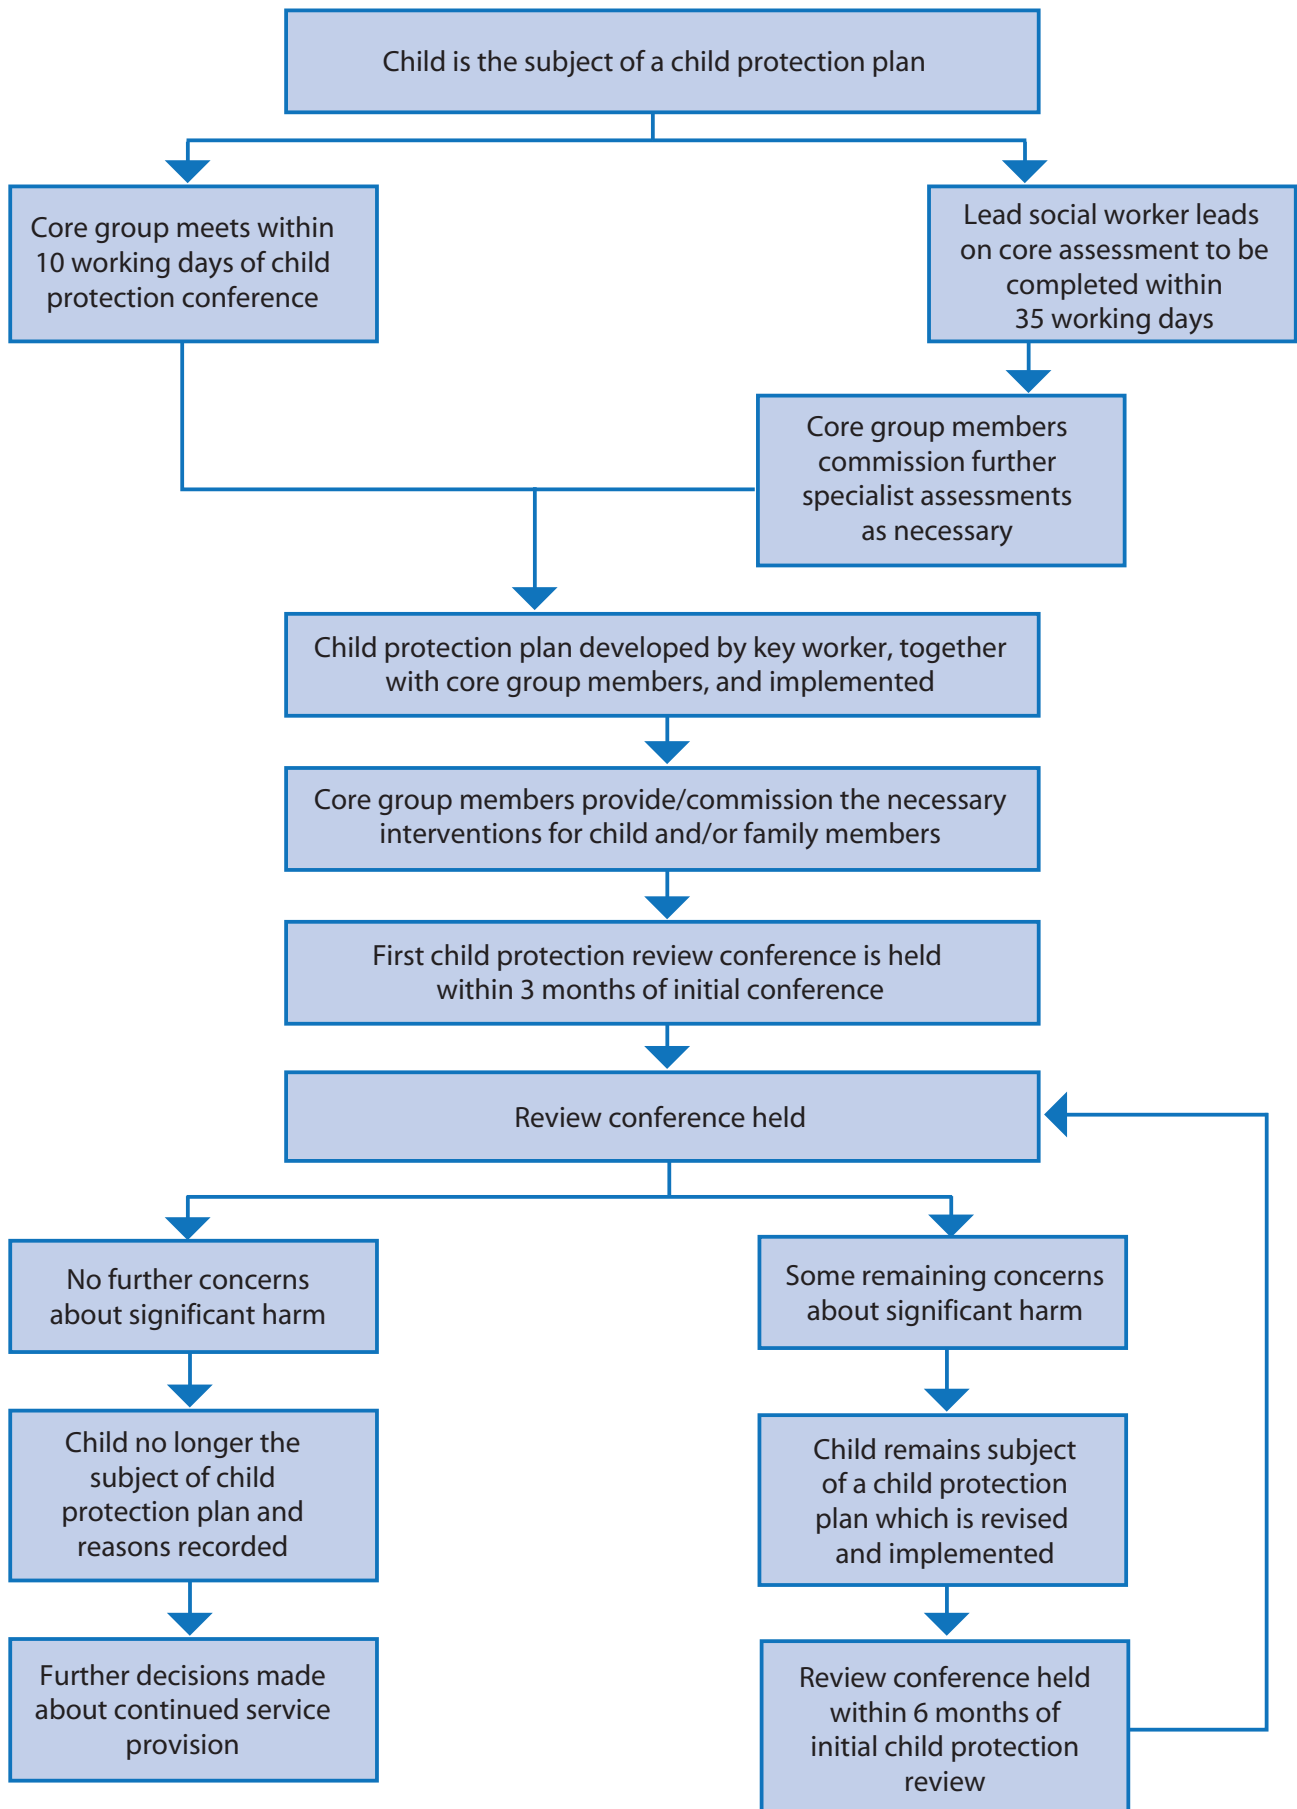 Child is the subject of a child protection plan
Core group meets within
10 working days of child
protection conference
Lead social worker leads
on core assessment to be
completed within
35 working days
Core group members
commission further
specialist assessments
as necessary
Child protection plan developed by key worker, together
with core group members, and implemented
Core group members provide/commission the necessary
interventions for child and/or family members
First child protection review conference is held
within 3 months of initial conference
Review conference held
No further concerns
about significant harm
Some remaining concerns
about significant harm
Child no longer the
subject of child
protection plan and
reasons recorded
Child remains subject
of a child protection
plan which is revised
and implemented
Further decisions made
about continued service
provision
Review conference held
within 6 months of
initial child protection
review